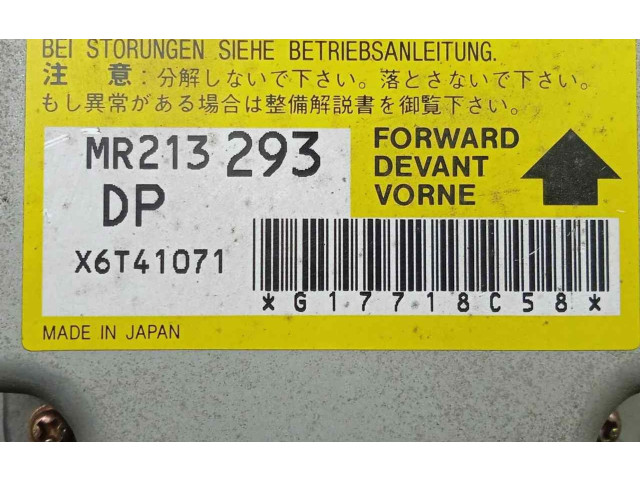 BEI STORUNGEN SIEHE BETRIEBSANLEITUNG.
注 意:分解しないで下さい。落とさないで下さい。
もし異常がある場合は整備解説書を御覧下さい。
MR213 293
DP
X6T41071
FORWARD
DEVANT
VORNE
*G17718C58*
MADE IN JAPAN